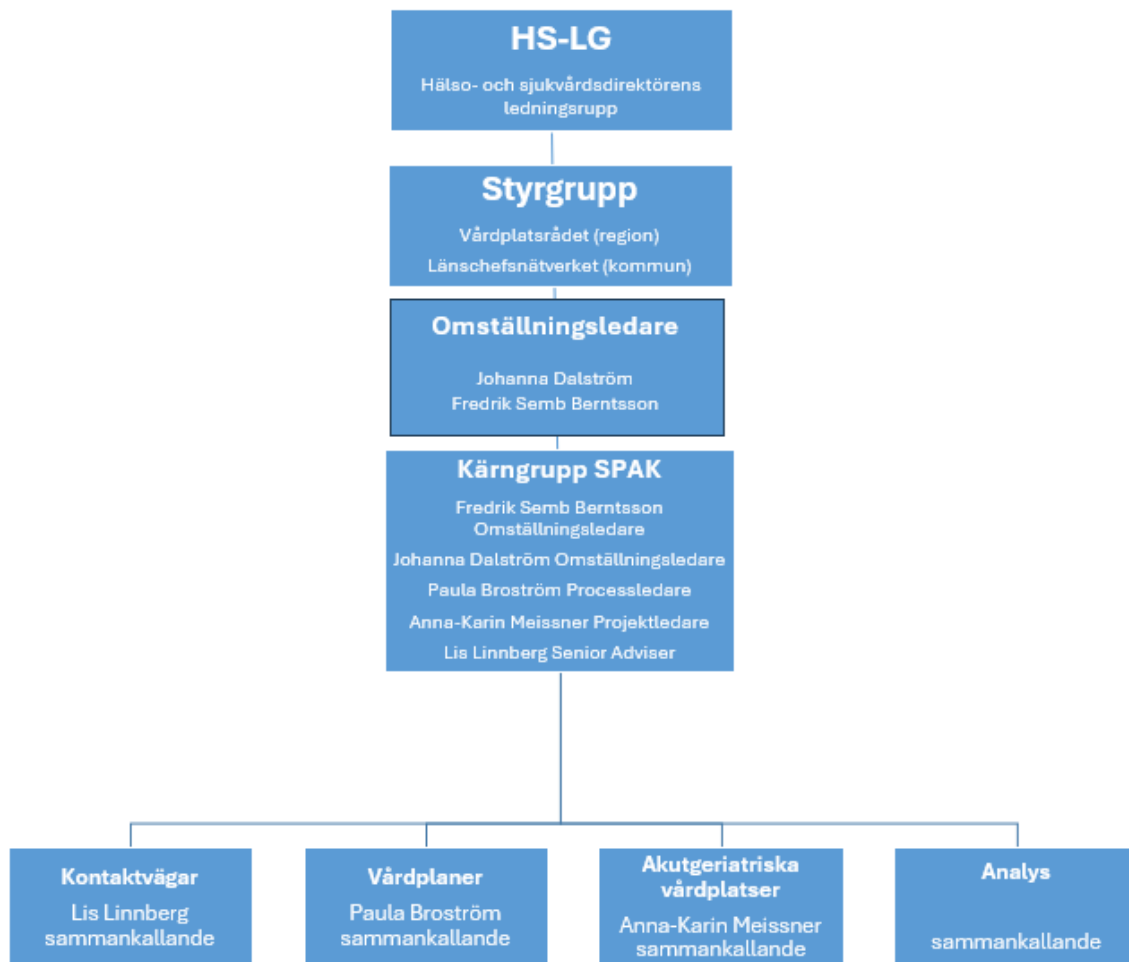 HS-LG
Hälso- och sjukvårdsdirektörens
ledningsrupp
Styrgrupp
Vårdplatsrådet (region)
Länschefsnätverket (kommun)
Omställningsledare
Johanna Dalström
Fredrik Semb Berntsson
Kärngrupp SPAK
Fredrik Semb Berntsson
Omställningsledare
Johanna Dalström Omställningsledare
Paula Broström Processledare
Anna-Karin Meissner Projektledare
Lis Linnberg Senior Adviser
Kontaktvägar
Lis Linnberg
sammankallande
Vårdplaner
Paula Broström
sammankallande
Akutgeriatriska
vårdplatser
Anna-Karin Meissner
sammankallande
Analys
sammankallande